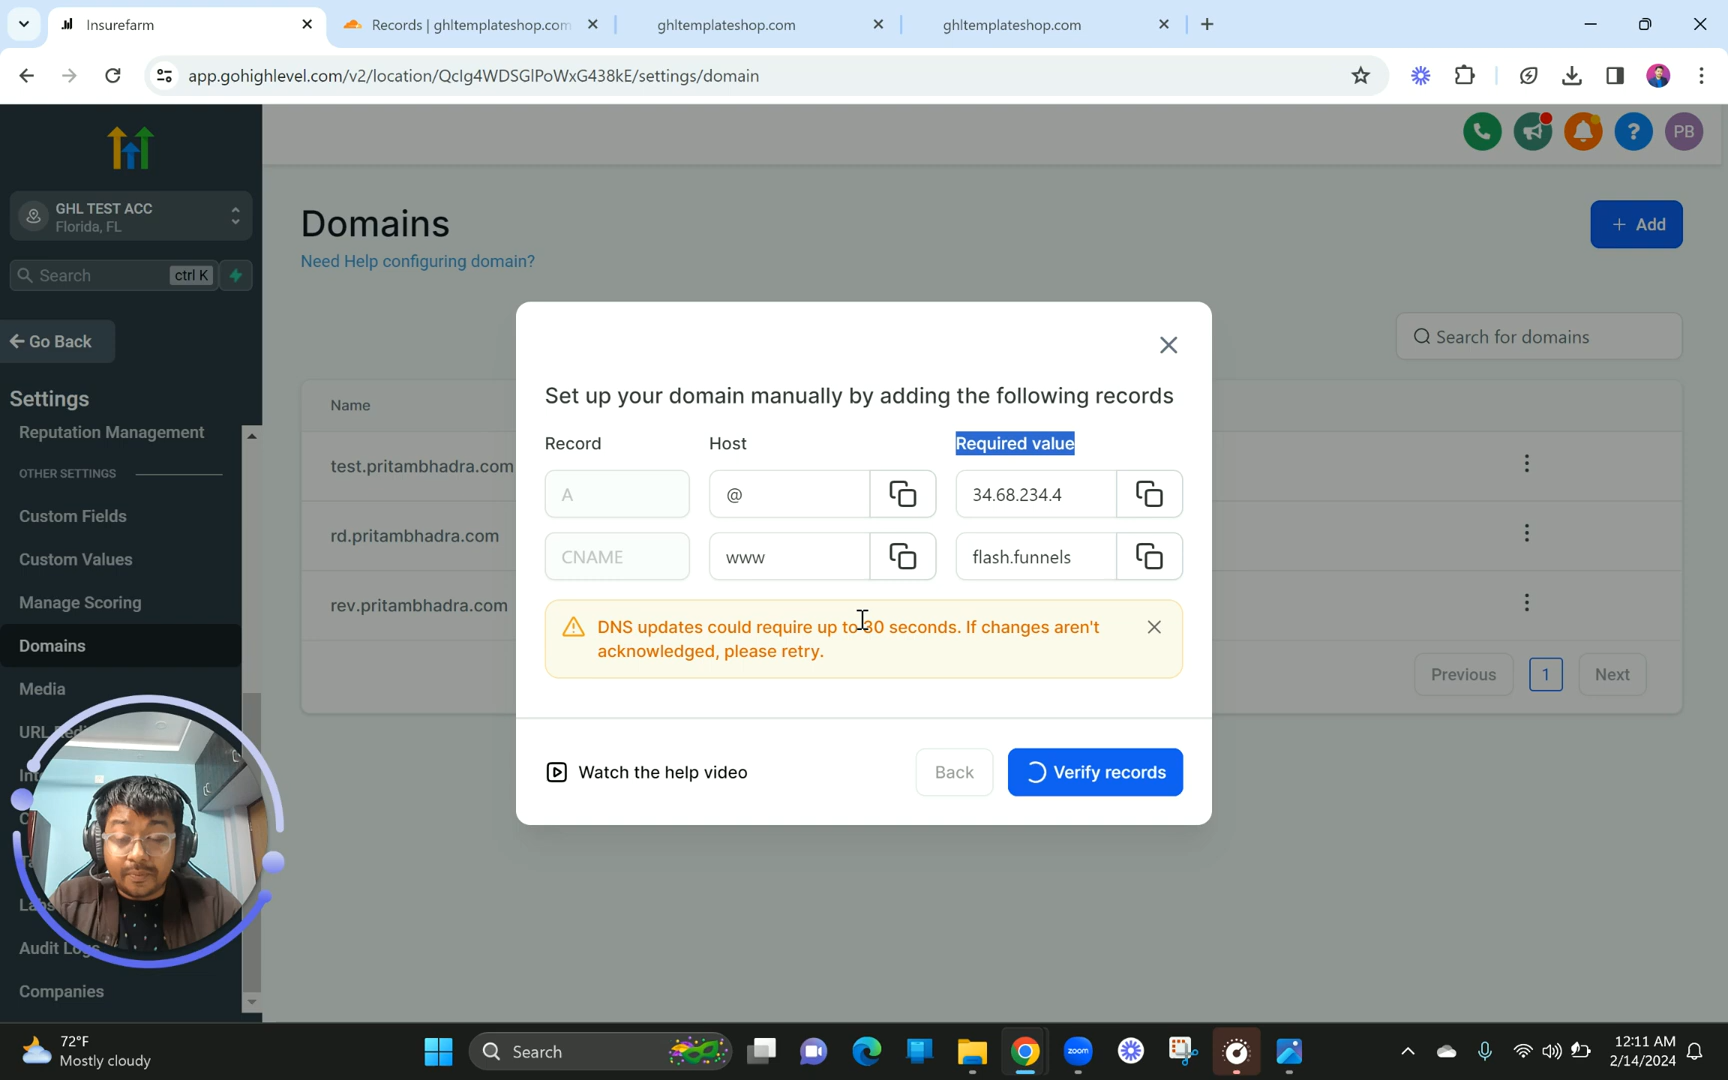 Insurefarm
Records | ghltemplateshop.com
ghltemplateshop.com
ghltemplateshop.com
app.gohighlevel.com/v2/location/Qclg4WDSGlPoWxG438kE/settings/domain
PB
GHL TEST ACC
Florida, FL
Search ctrl K
Go Back
Settings
Reputation Management
OTHER SETTINGS
Custom Fields
Custom Values
Manage Scoring
Domains
Media
URL
Audit Logs
Companies
Domains
Need Help configuring domain?
+ Add
Search for domains
Name
test.pritambhadra.com
rd.pritambhadra.com
rev.pritambhadra.com
Previous 1 Next
Set up your domain manually by adding the following records
Record Host Required value
A @ 34.68.234.4
CNAME www flash.funnels
DNS updates could require up to 30 seconds. If changes aren't
acknowledged, please retry.
Watch the help video
Back
Verify records
72°F
Mostly cloudy
Search
zoom
12:11 AM
2/14/2024